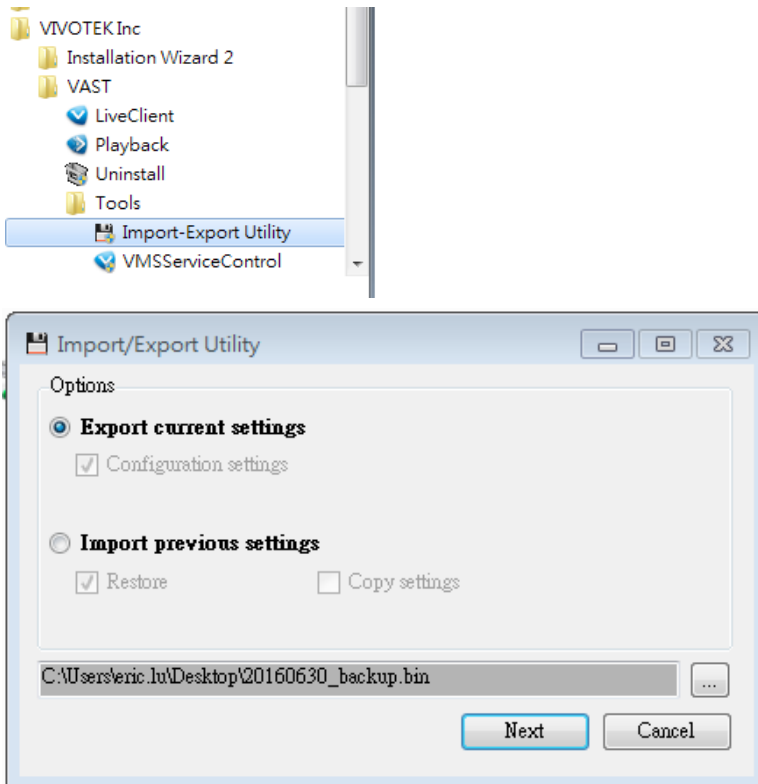 VIVOTEK Inc
Installation Wizard 2
VAST
LiveClient
Playback
Uninstall
Tools
Import-Export Utility
VMSServiceControl
Import/Export Utility
Options
Export current settings
Configuration settings
Import previous settings
Restore Copy settings
C:\Users\eric.lu\Desktop\20160630_backup.bin
...
Next Cancel